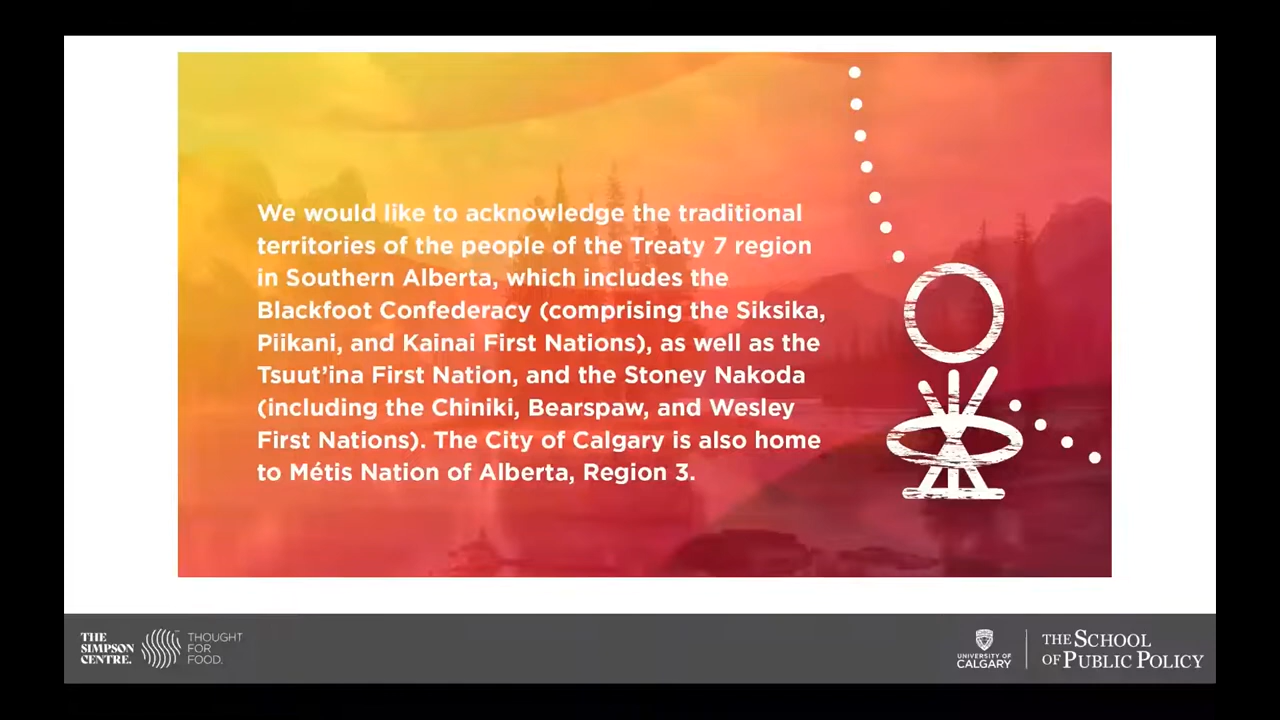 We would like to acknowledge the traditional
territories of the people of the Treaty 7 region
in Southern Alberta, which includes the
Blackfoot Confederacy (comprising the Siksika,
Piikani, and Kainai First Nations), as well as the
Tsuut’ina First Nation, and the Stoney Nakoda
(including the Chiniki, Bearspaw, and Wesley
First Nations). The City of Calgary is also home
to Métis Nation of Alberta, Region 3.
THE
SIMPSON
CENTRE.
THOUGHT
FOR
FOOD.
UNIVERSITY OF
CALGARY
THE SCHOOL
OF PUBLIC POLICY